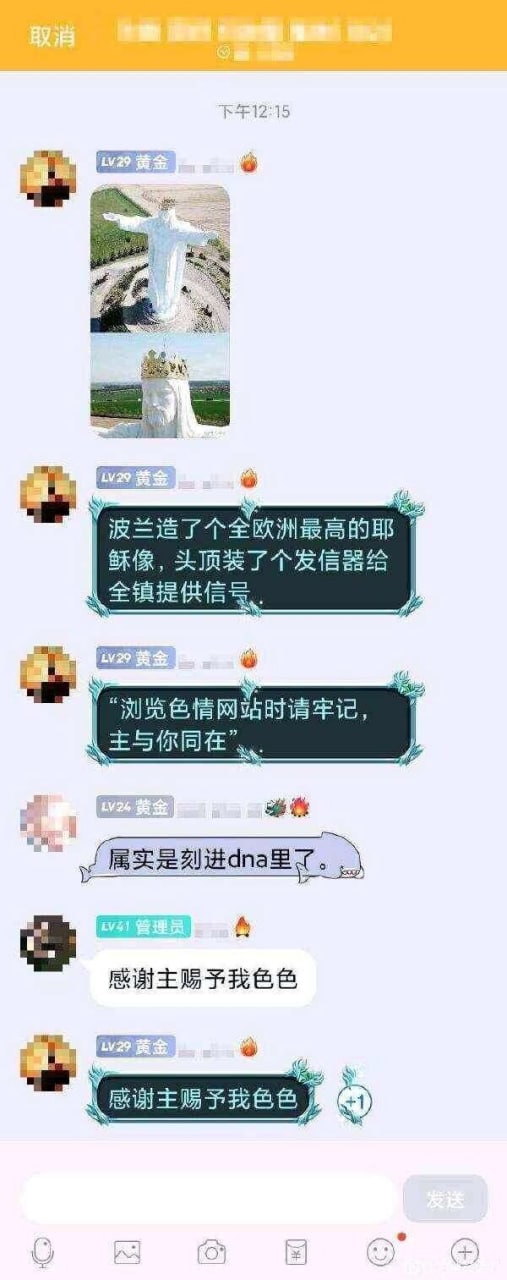 取消
下午12:15
LV29 黄金
LV29 黄金
波兰造了个全欧洲最高的耶
稣像，头顶装了个发信器给
全镇提供信号
LV29 黄金
“浏览色情网站时请牢记，
主与你同在”
LV24 黄金
属实是刻进dna里了。
LV41 管理员
感谢主赐予我色色
LV29 黄金
感谢主赐予我色色
+1
发送